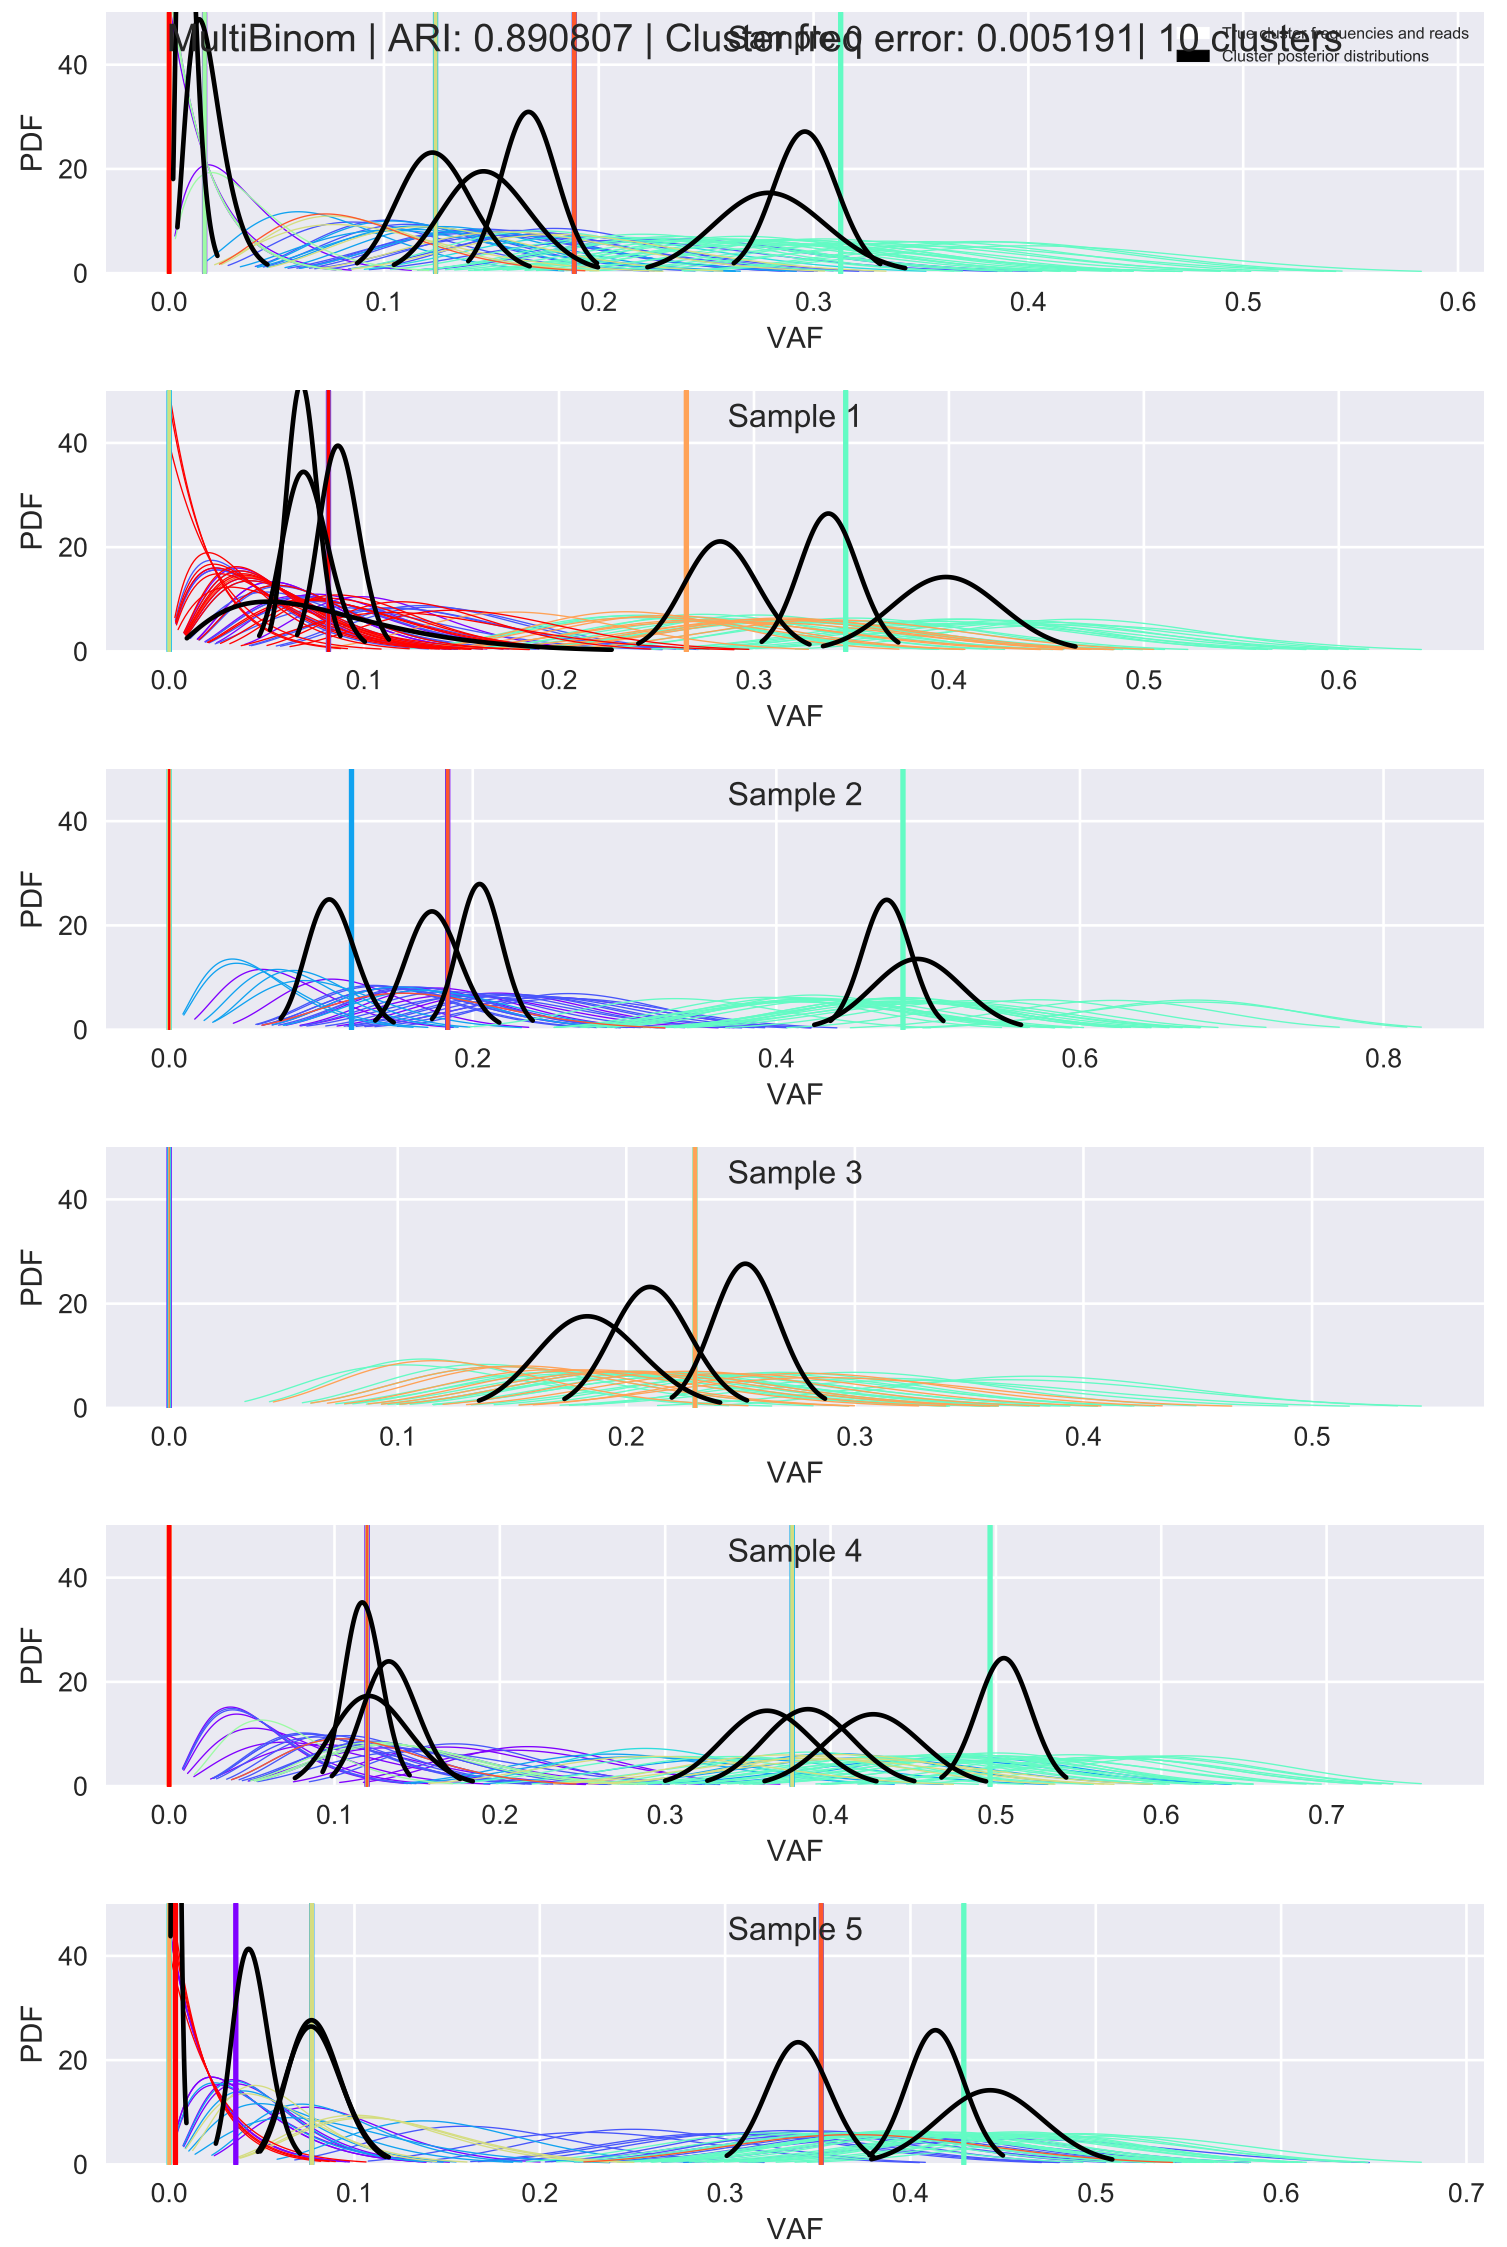 MultiBinom | ARI: 0.890807 | Cluster freq error: 0.005191| 10 clusters
Sample 0
True cluster frequencies and reads
Cluster posterior distributions
PDF
40
20
0
0.0 0.1 0.2 0.3 0.4 0.5 0.6
VAF
Sample 1
PDF
40
20
0
0.0 0.1 0.2 0.3 0.4 0.5 0.6
VAF
Sample 2
PDF
40
20
0
0.0 0.2 0.4 0.6 0.8
VAF
Sample 3
PDF
40
20
0
0.0 0.1 0.2 0.3 0.4 0.5
VAF
Sample 4
PDF
40
20
0
0.0 0.1 0.2 0.3 0.4 0.5 0.6 0.7
VAF
Sample 5
PDF
40
20
0
0.0 0.1 0.2 0.3 0.4 0.5 0.6 0.7
VAF